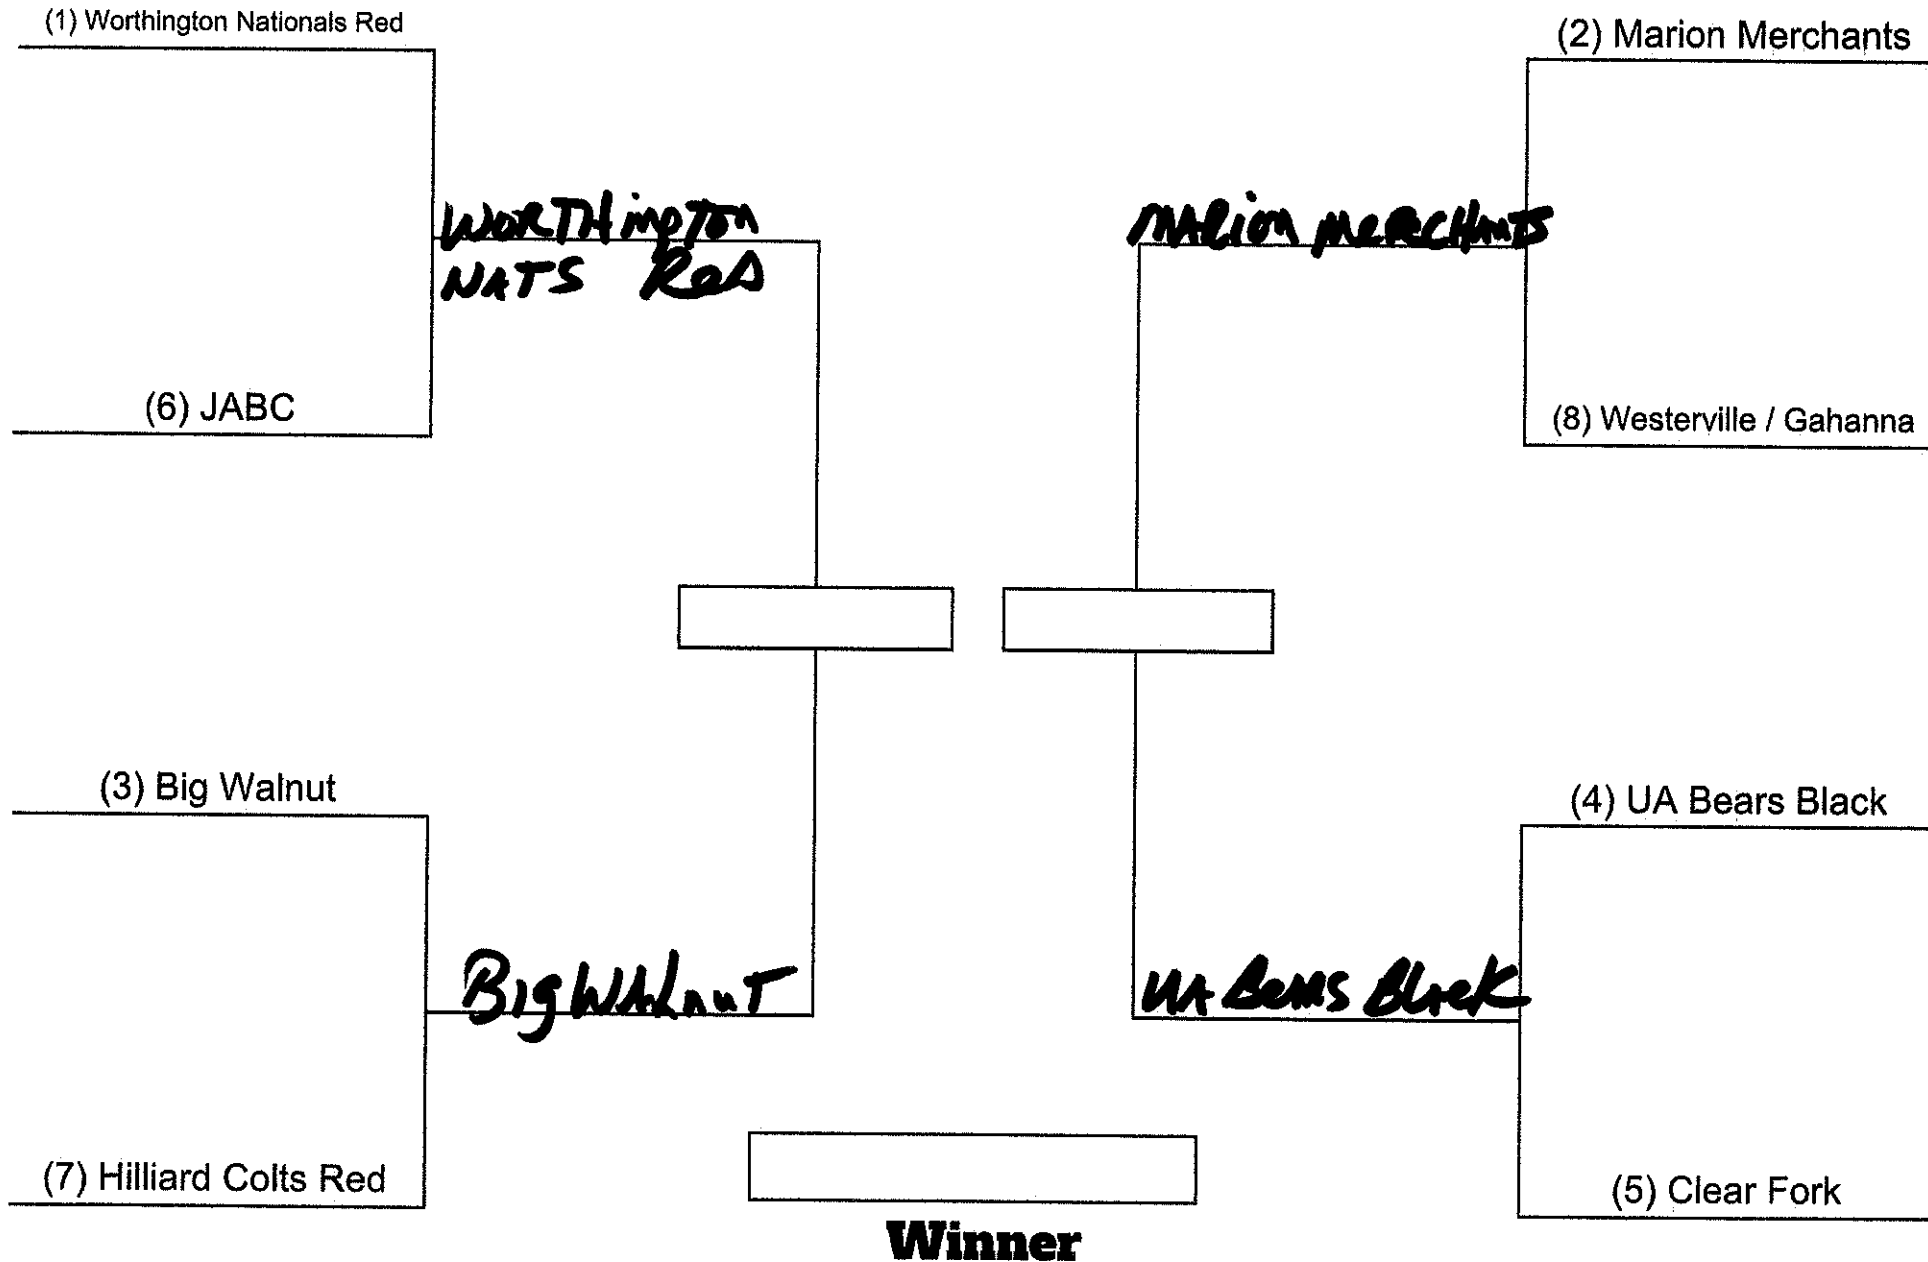 (1) Worthington Nationals Red
(2) Marion Merchants
WORTHington
NATS Red
MARion MeRCHANTS
(6) JABC
(8) Westerville / Gahanna
(3) Big Walnut
(4) UA Bears Black
Big WALnuT
UA BeARS BLAcK
(7) Hilliard Colts Red
(5) Clear Fork
Winner